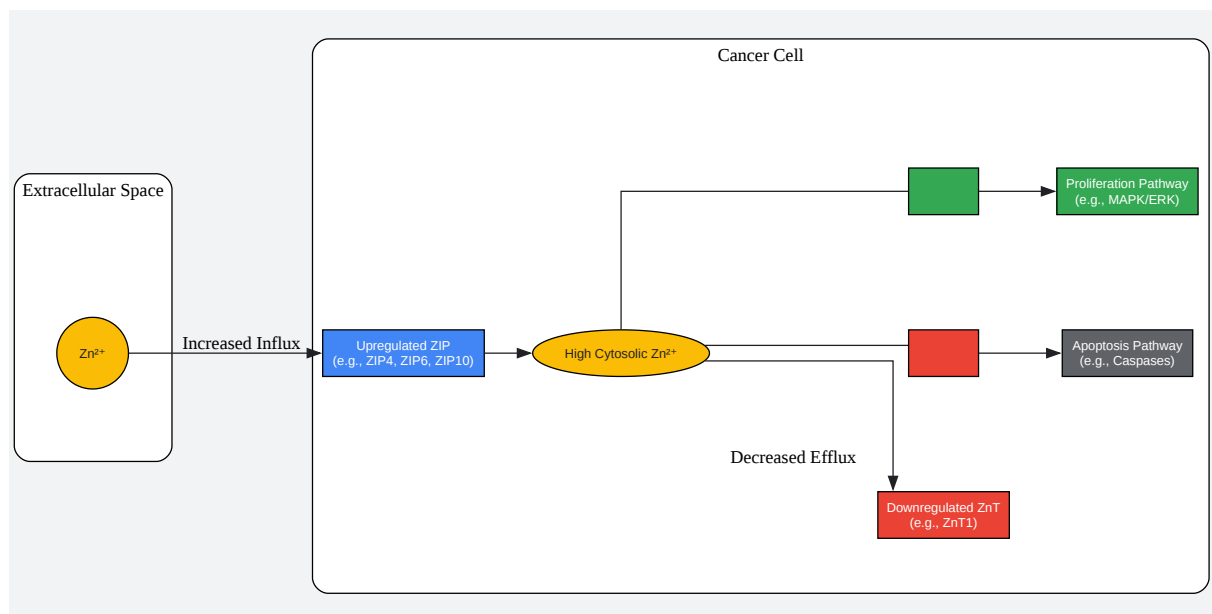 Cancer Cell
Extracellular Space
Proliferation Pathway
(e.g., MAPK/ERK)
Zn²⁺
Increased Influx
Upregulated ZIP
(e.g., ZIP4, ZIP6, ZIP10)
High Cytosolic Zn²⁺
Apoptosis Pathway
(e.g., Caspases)
Decreased Efflux
Downregulated ZnT
(e.g., ZnT1)